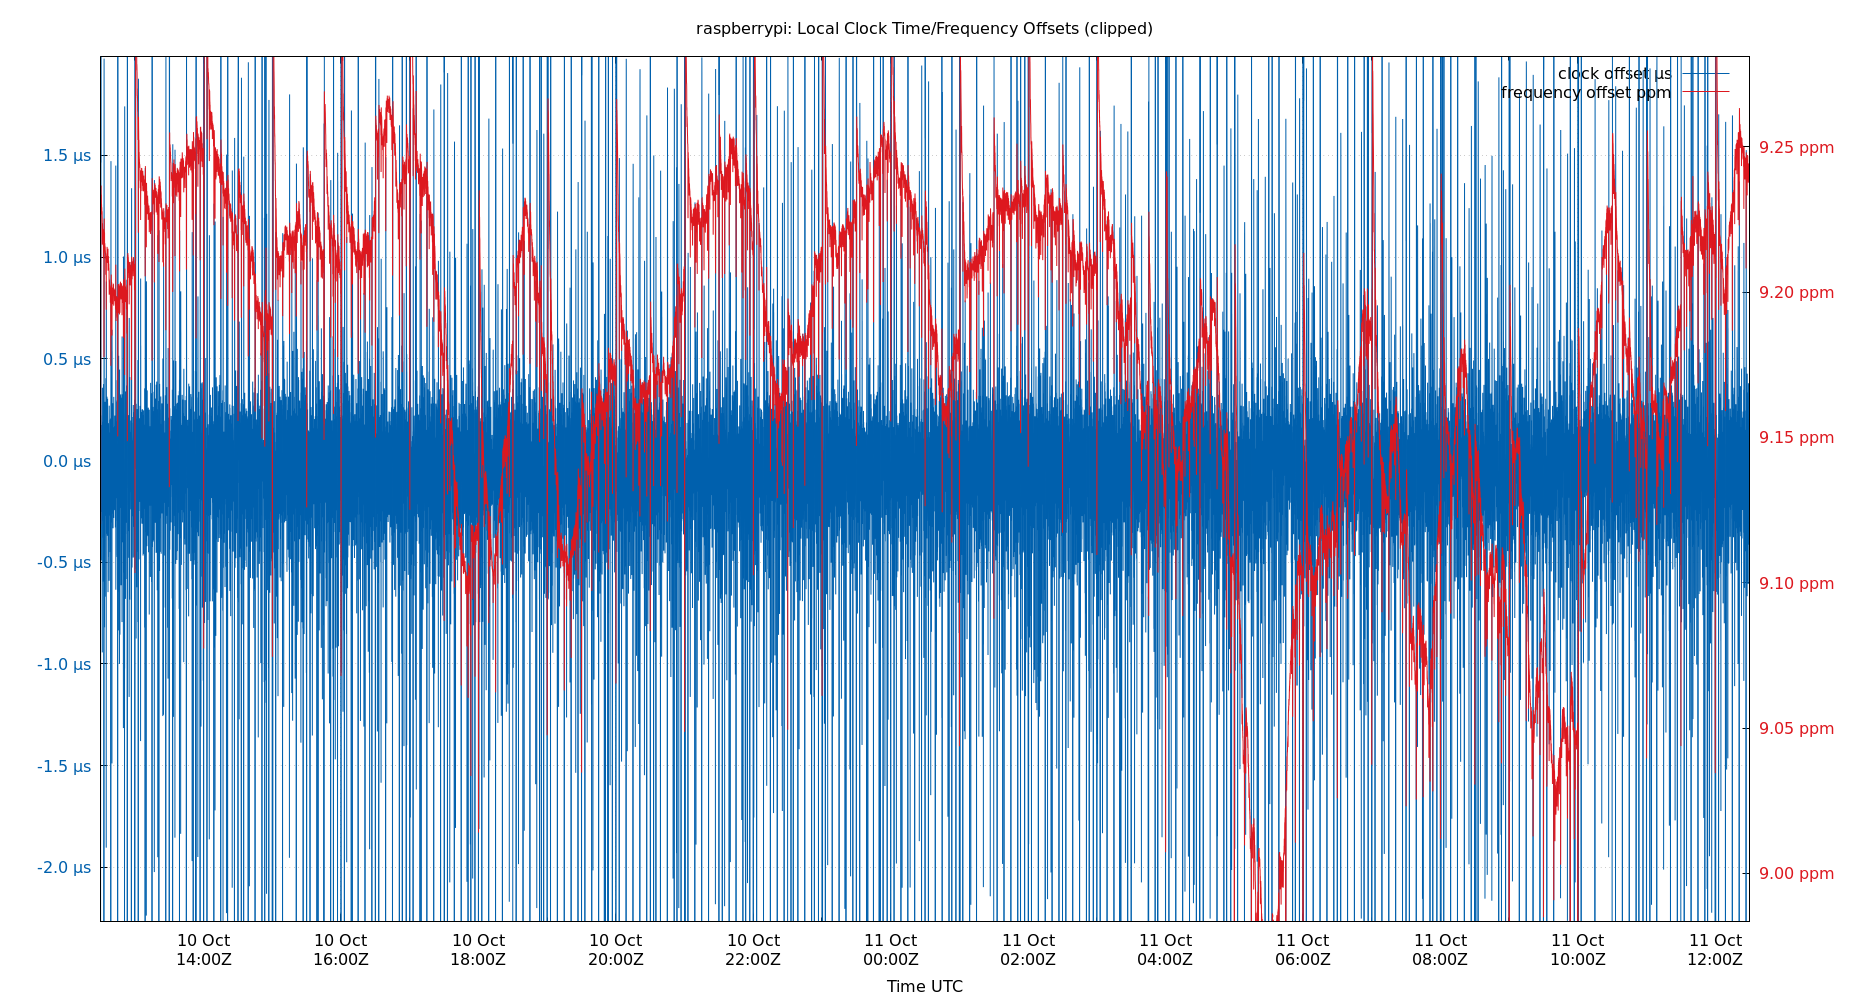 raspberrypi: Local Clock Time/Frequency Offsets (clipped)
clock offset µs
frequency offset ppm
1.5 µs
1.0 µs
0.5 µs
0.0 µs
-0.5 µs
-1.0 µs
-1.5 µs
-2.0 µs
9.25 ppm
9.20 ppm
9.15 ppm
9.10 ppm
9.05 ppm
9.00 ppm
10 Oct 10 Oct 10 Oct 10 Oct 10 Oct 11 Oct 11 Oct 11 Oct 11 Oct 11 Oct 11 Oct 11 Oct
14:00Z 16:00Z 18:00Z 20:00Z 22:00Z 00:00Z 02:00Z 04:00Z 06:00Z 08:00Z 10:00Z 12:00Z
Time UTC